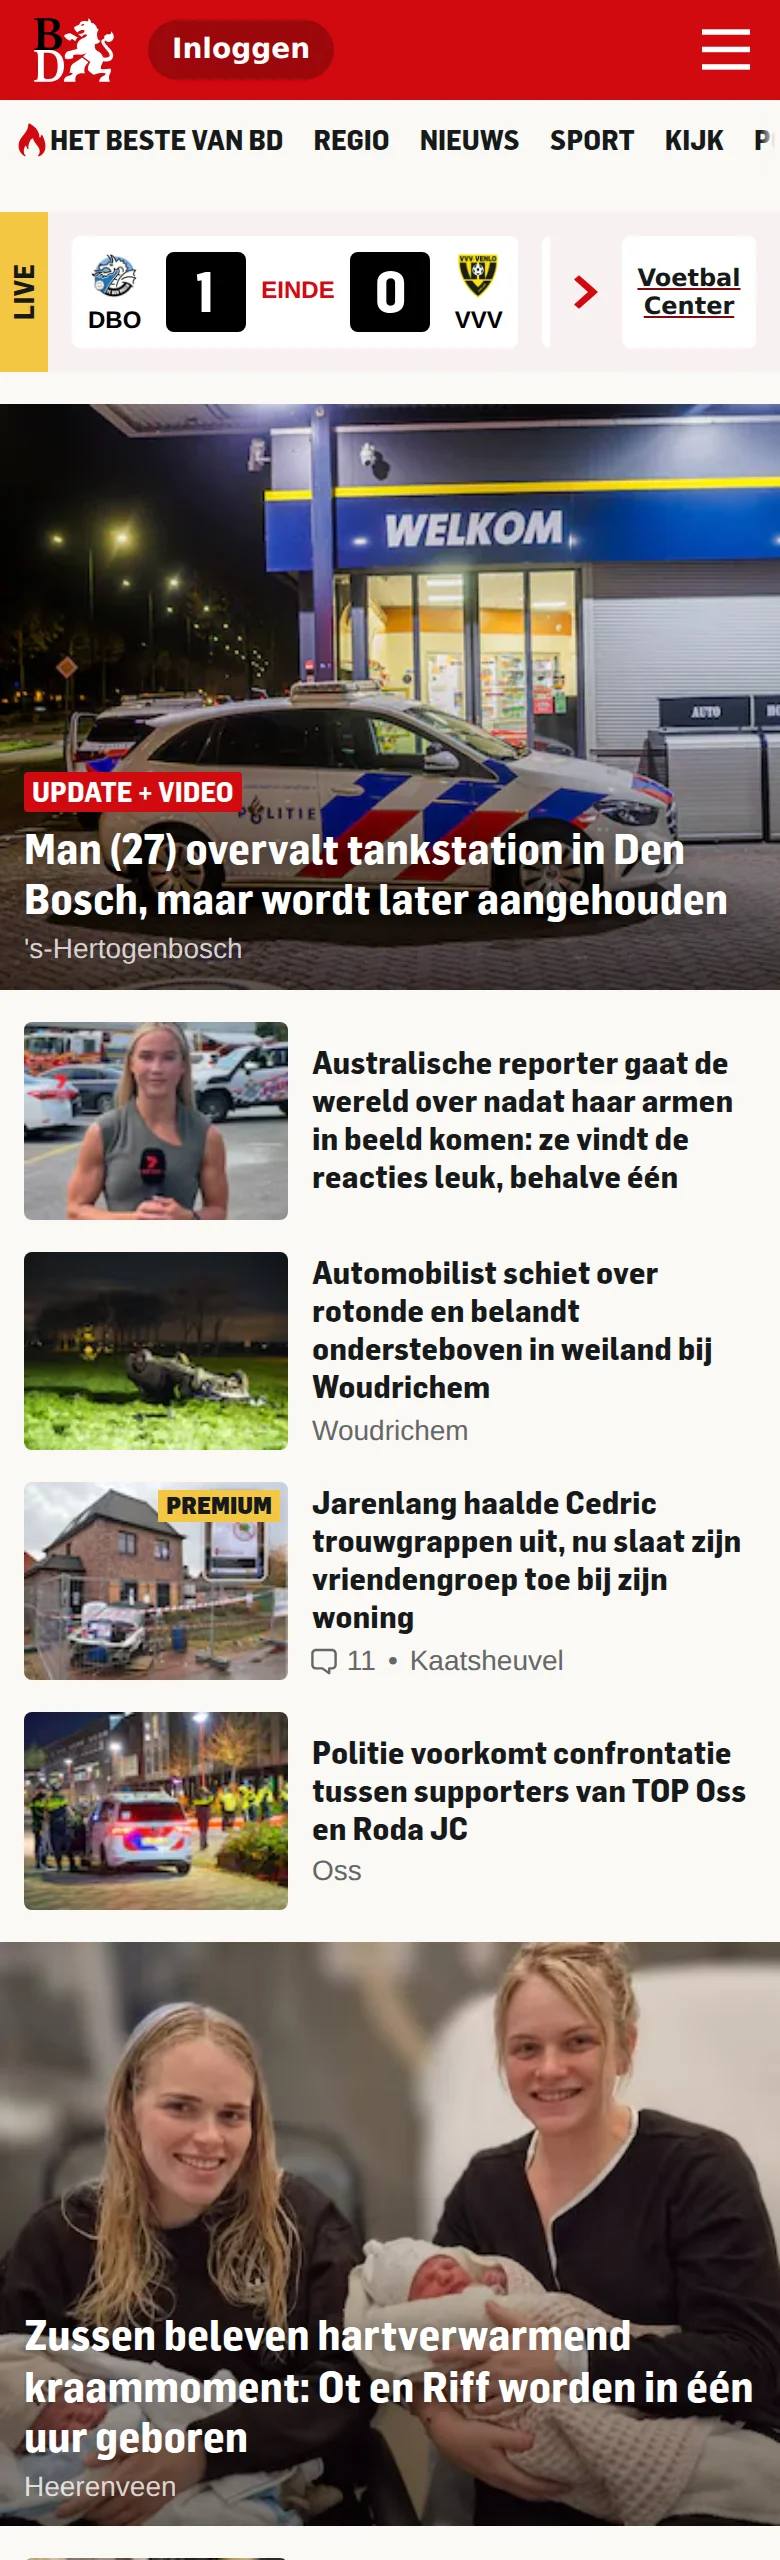 BD
Inloggen
HET BESTE VAN BD REGIO NIEUWS SPORT KIJK
LIVE
1 EINDE 0
DBO VVV
VVV VENLO
Voetbal
Center
WELKOM
AUTO
POLITIE
UPDATE + VIDEO
Man (27) overvalt tankstation in Den
Bosch, maar wordt later aangehouden
's-Hertogenbosch
7
Australische reporter gaat de
wereld over nadat haar armen
in beeld komen: ze vindt de
reacties leuk, behalve één
Automobilist schiet over
rotonde en belandt
ondersteboven in weiland bij
Woudrichem
Woudrichem
PREMIUM
Jarenlang haalde Cedric
trouwgrappen uit, nu slaat zijn
vriendengroep toe bij zijn
woning
11 • Kaatsheuvel
Politie voorkomt confrontatie
tussen supporters van TOP Oss
en Roda JC
Oss
Zussen beleven hartverwarmend
kraammoment: Ot en Riff worden in één
uur geboren
Heerenveen